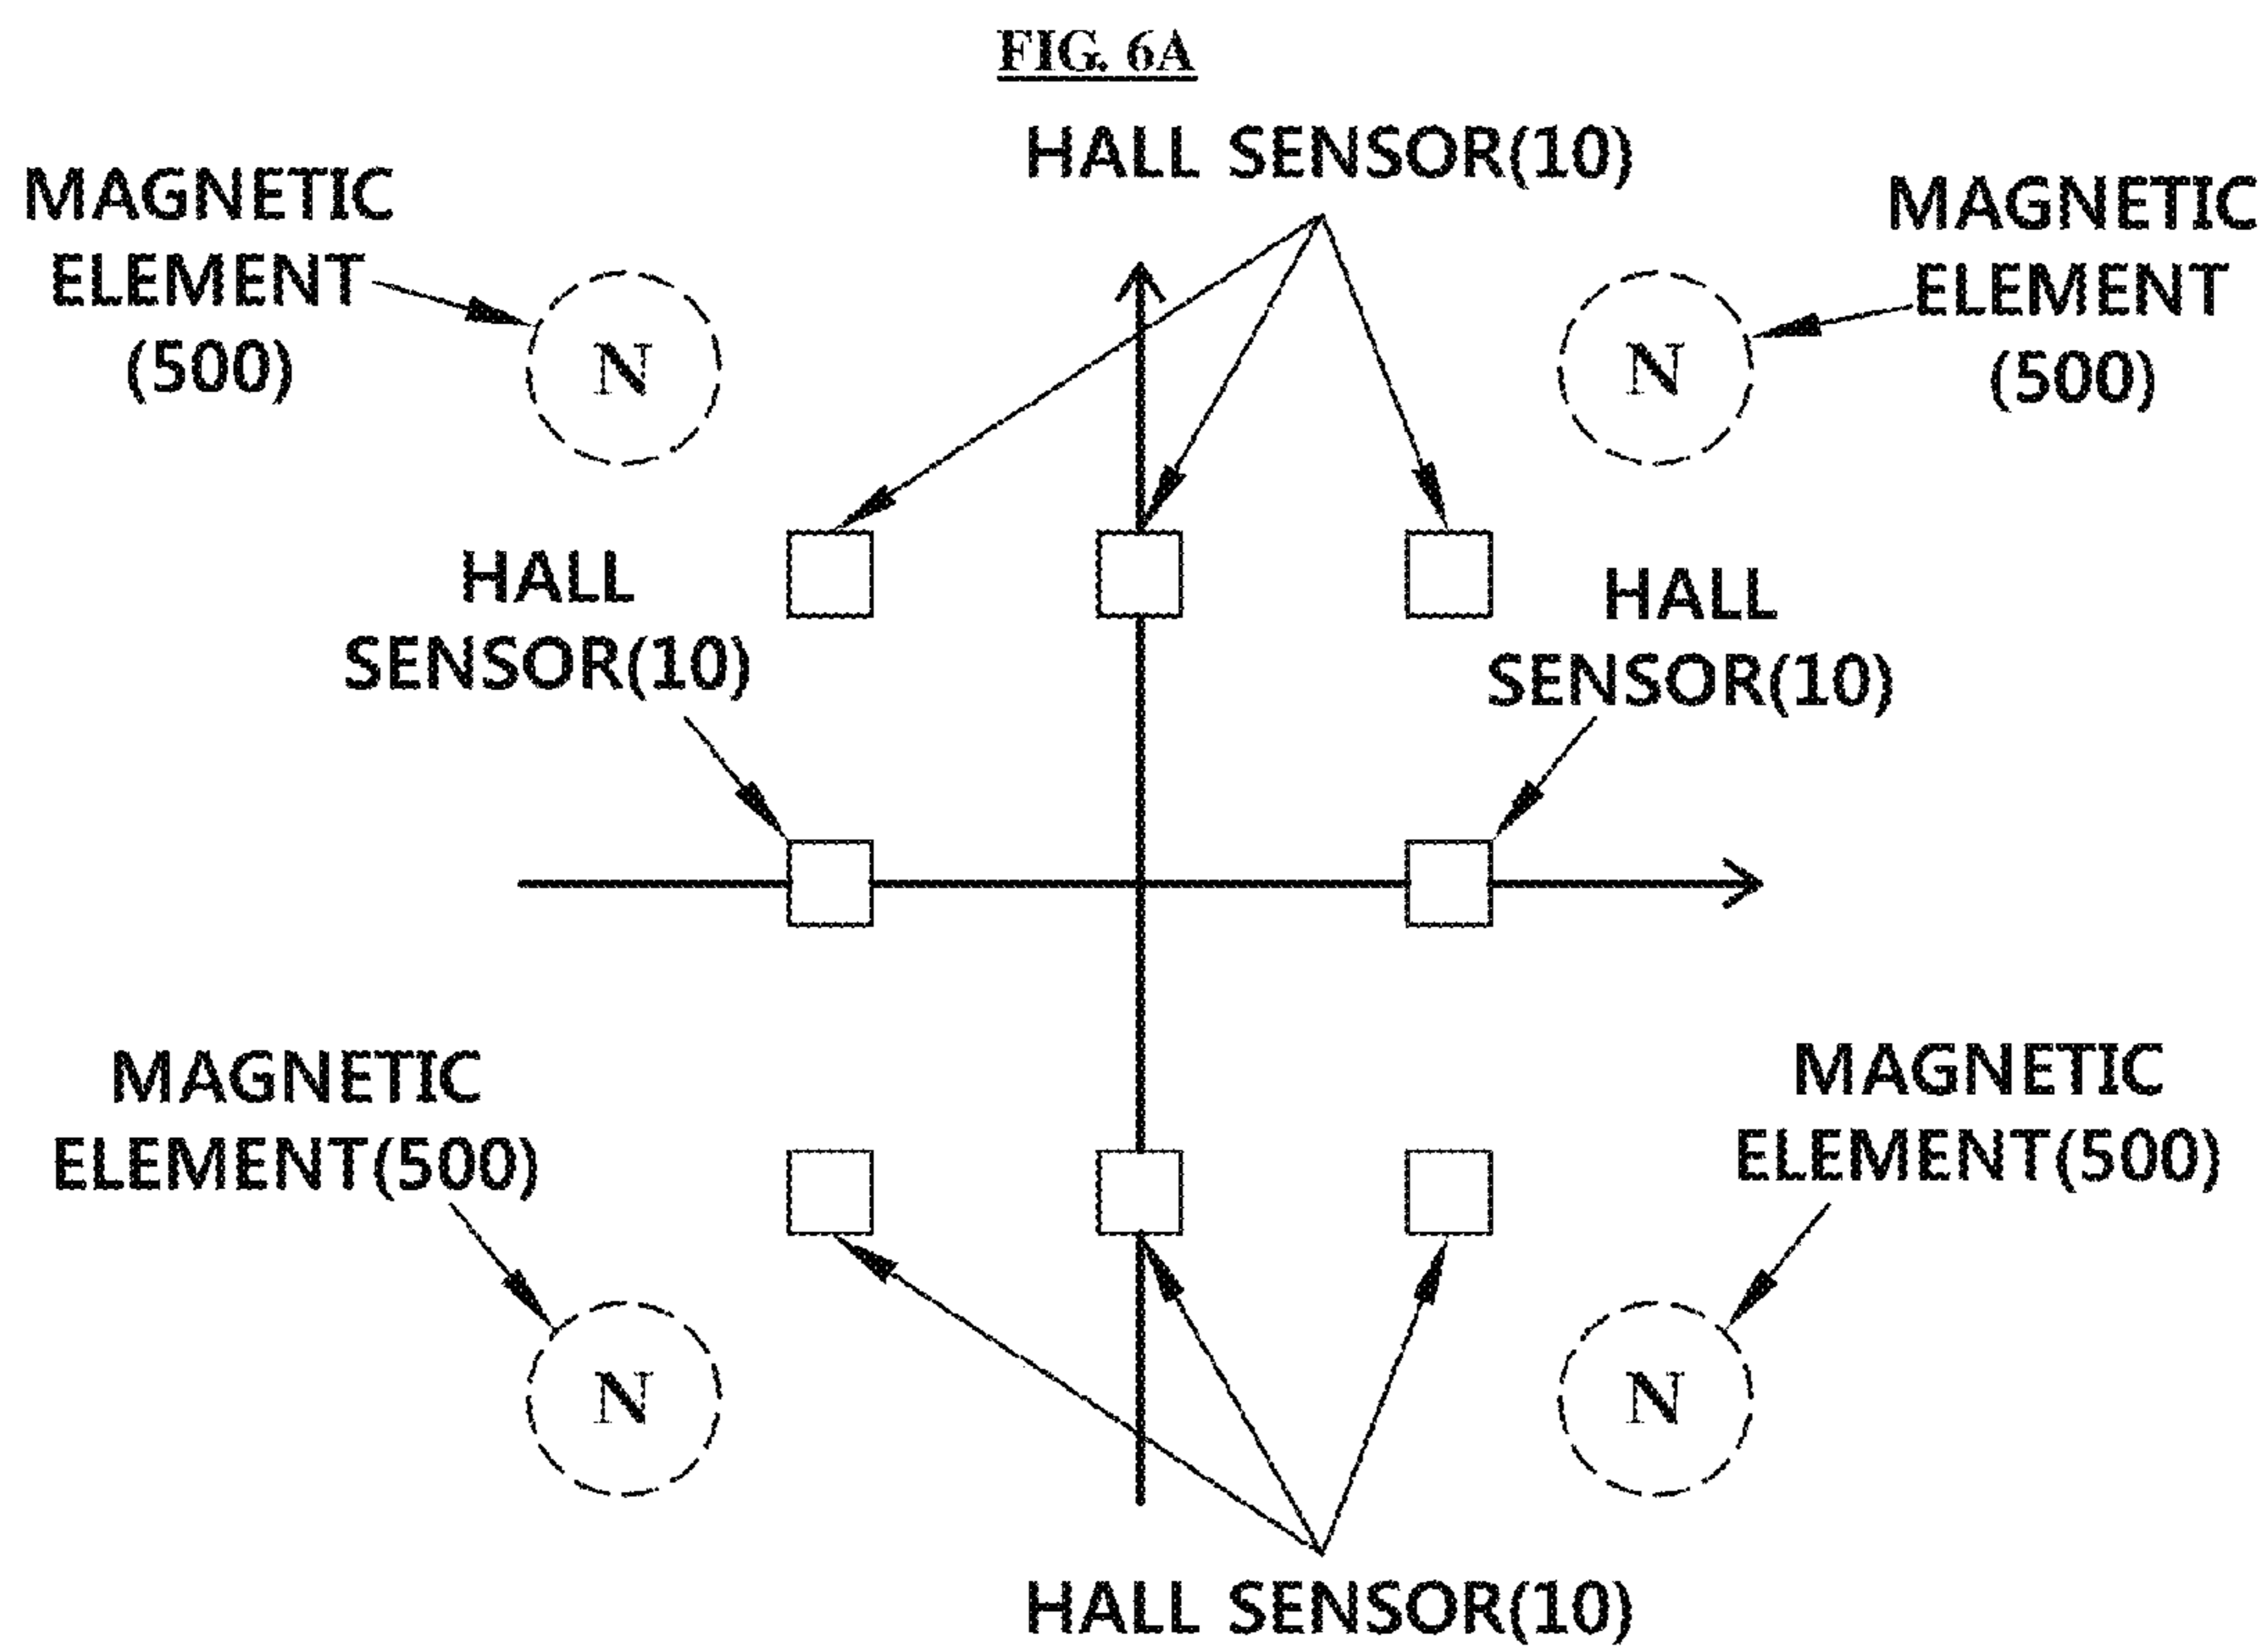 FIG. 6A
HALL SENSOR(10)
MAGNETIC
ELEMENT
(500)
MAGNETIC
ELEMENT
(500)
N
N
HALL
SENSOR(10)
HALL
SENSOR(10)
MAGNETIC
ELEMENT(500)
MAGNETIC
ELEMENT(500)
N
N
HALL SENSOR(10)